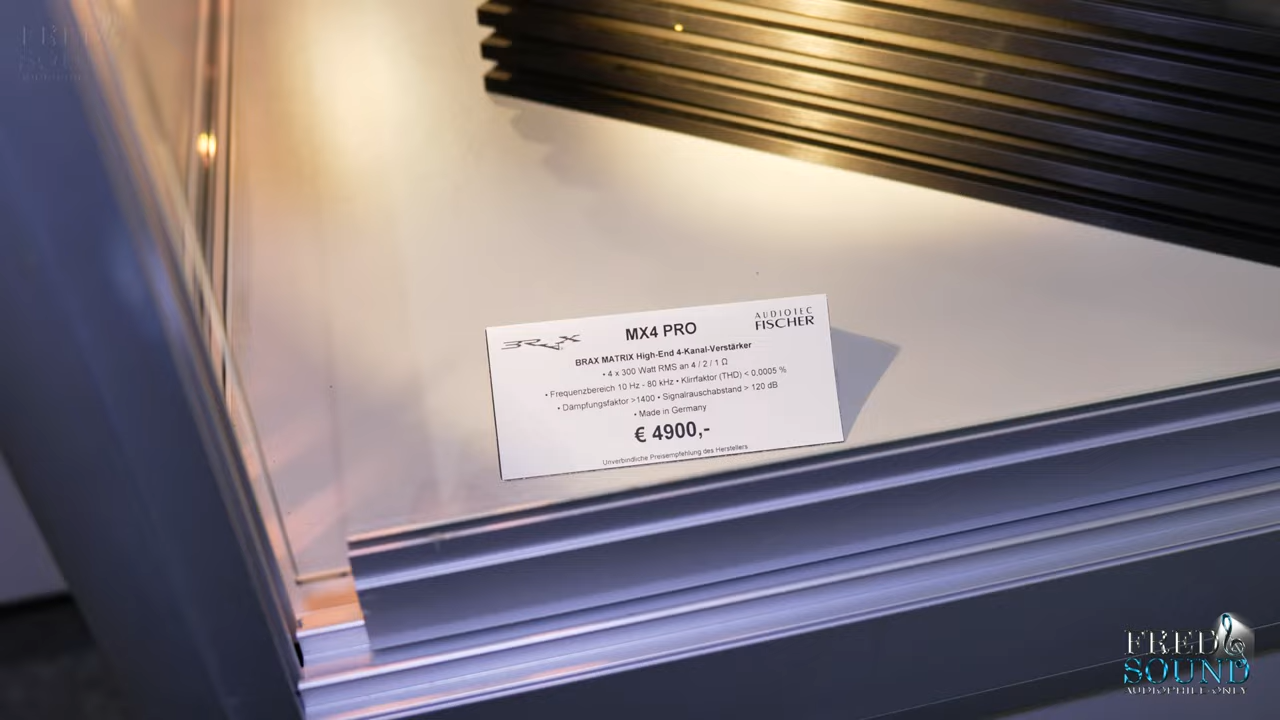 BRAX
MX4 PRO
AUDIOTEC
FISCHER
BRAX MATRIX High-End 4-Kanal-Verstärker
• 4 x 300 Watt RMS an 4 / 2 / 1 Ω
• Frequenzbereich 10 Hz - 80 kHz • Klirrfaktor (THD) < 0,0005 %
• Dämpfungsfaktor >1400 • Signalrauschabstand > 120 dB
• Made in Germany
€ 4900,-
Unverbindliche Preisempfehlung des Herstellers
FRED
SOUND
AUDIOPHILE ONLY